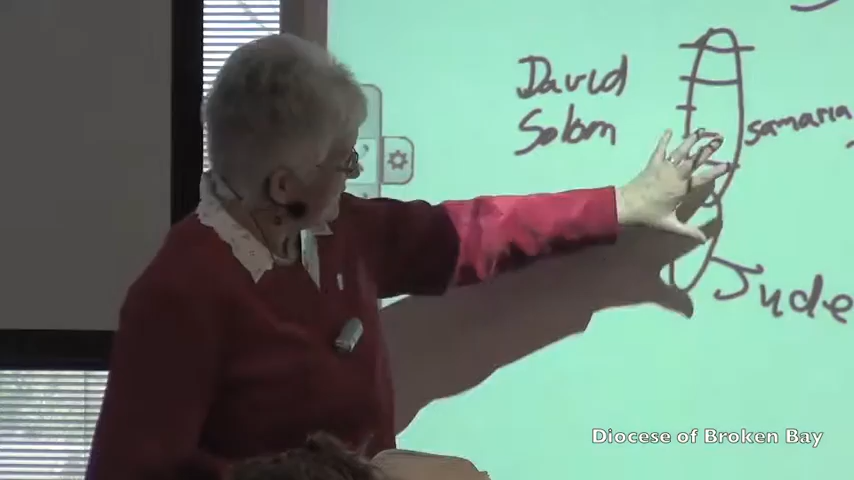 David
Solom
samaria
Jude
Diocese of Broken Bay